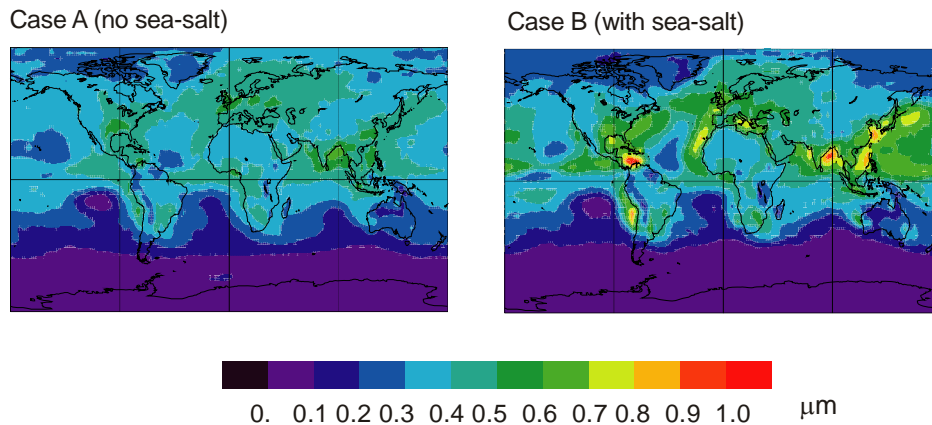 Case A (no sea-salt)
Case B (with sea-salt)
0. 0.1 0.2 0.3 0.4 0.5 0.6 0.7 0.8 0.9 1.0 μm